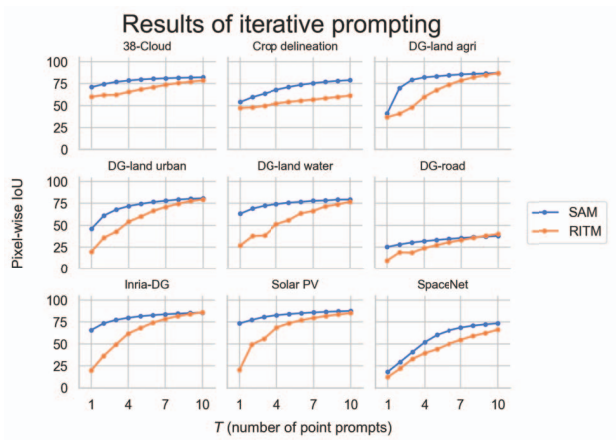 Results of iterative prompting
38-Cloud Crop delineation DG-land agri
100
75
50
25
0
DG-land urban DG-land water DG-road
100
75
50
25
0
Inria-DG Solar PV SpaceNet
100
75
50
25
0
1 4 7 10 1 4 7 10 1 4 7 10
T (number of point prompts)
Pixel-wise IoU
SAM
RITM